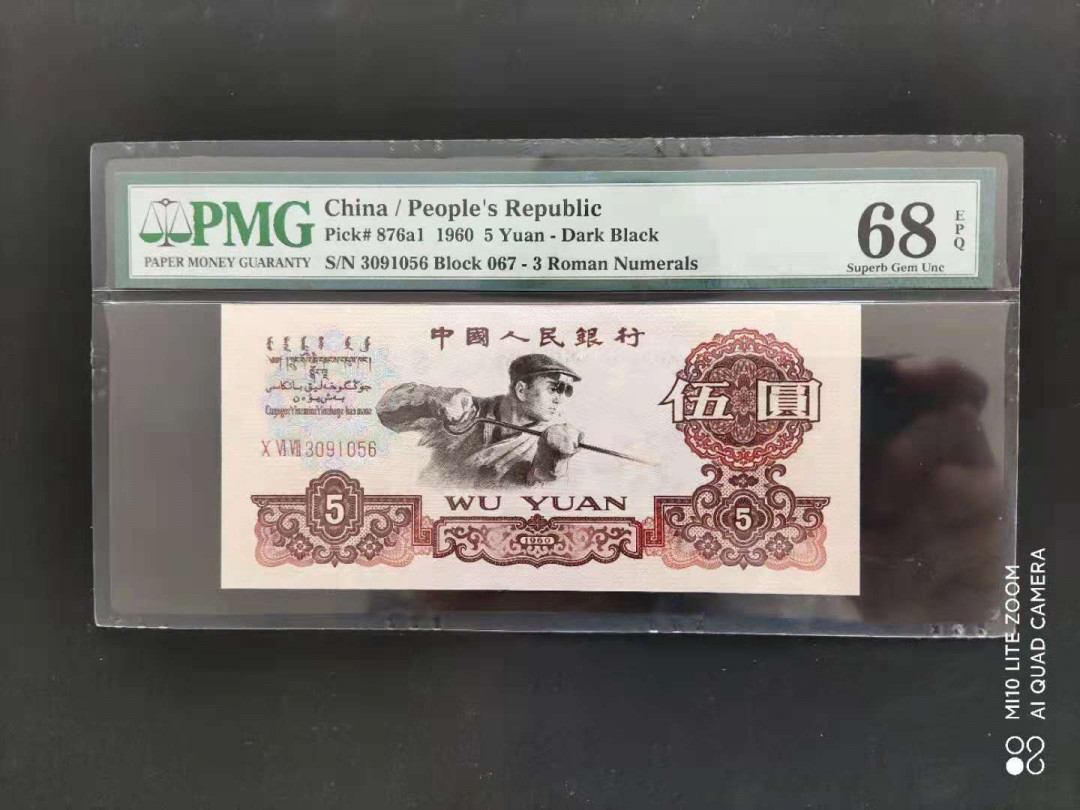 PMG
PAPER MONEY GUARANTY
China / People's Republic
Pick# 876a1 1960 5 Yuan - Dark Black
S/N 3091056 Block 067 - 3 Roman Numerals
68
EPQ
Superb Gem Unc
中國人民銀行
伍圓
X VI VII 3091056
5
WU YUAN
1960
5
MI 10 LITE ZOOM
AI QUAD CAMERA